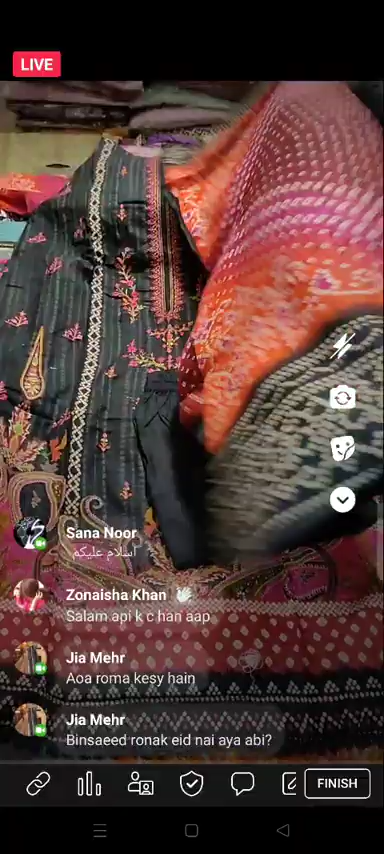 LIVE
Sana Noor
اسلام علیکم
Zonaisha Khan
Salam api k c han aap
Jia Mehr
Aoa roma kesy hain
Jia Mehr
Binsaeed ronak eid nai aya abi?
FINISH